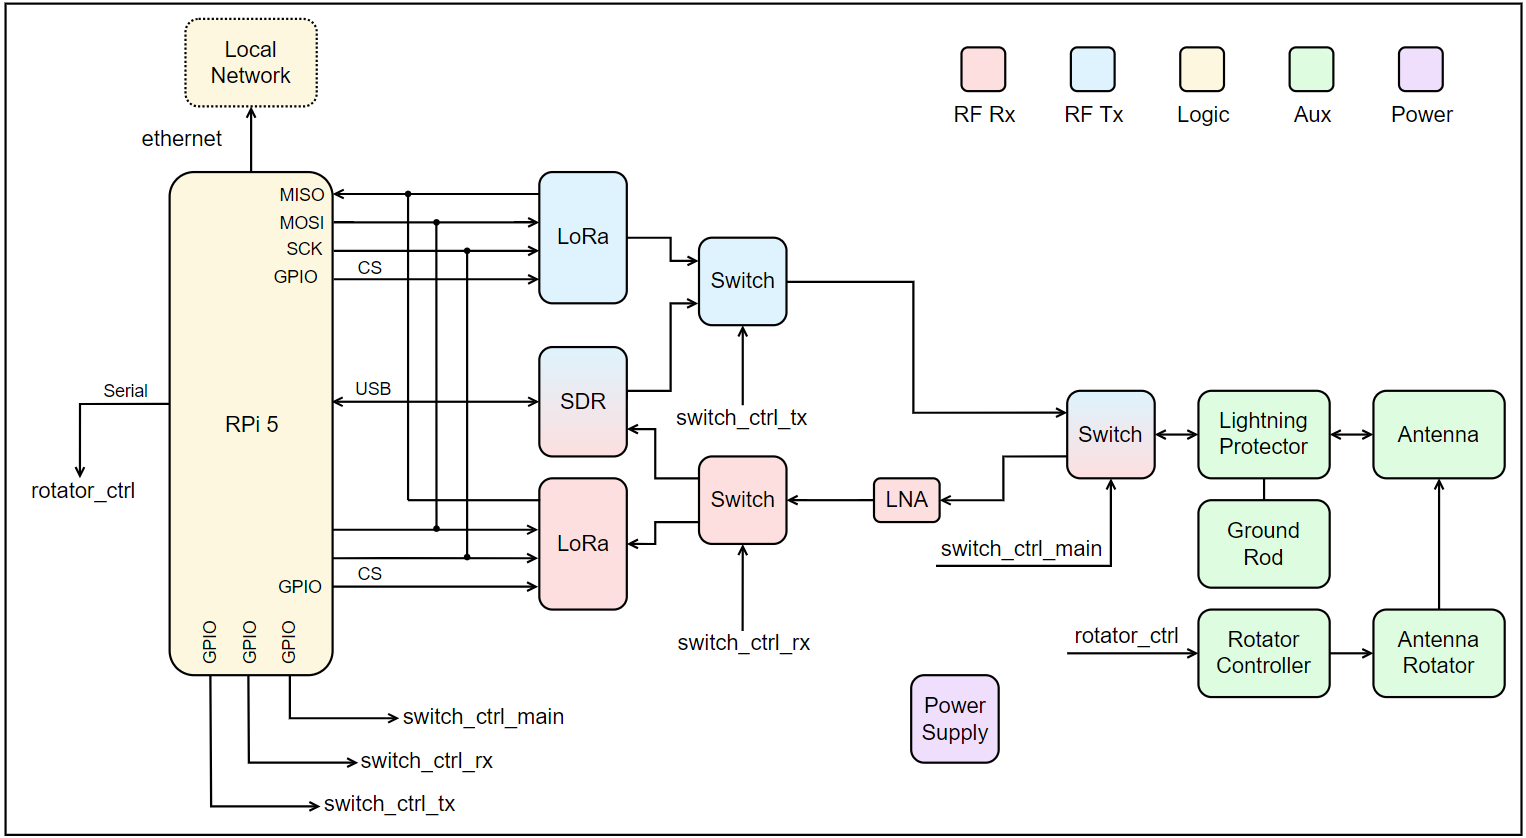 Local
Network
RF Rx
RF Tx
Logic
Aux
Power
ethernet
MISO
MOSI
SCK
GPIO
CS
LoRa
Switch
Serial
USB
SDR
RPi 5
switch_ctrl_tx
rotator_ctrl
Switch
Lightning
Protector
Antenna
Switch
LNA
LoRa
switch_ctrl_main
Ground
Rod
CS
GPIO
GPIO
GPIO
GPIO
switch_ctrl_rx
rotator_ctrl
Rotator
Controller
Antenna
Rotator
Power
Supply
switch_ctrl_main
switch_ctrl_rx
switch_ctrl_tx